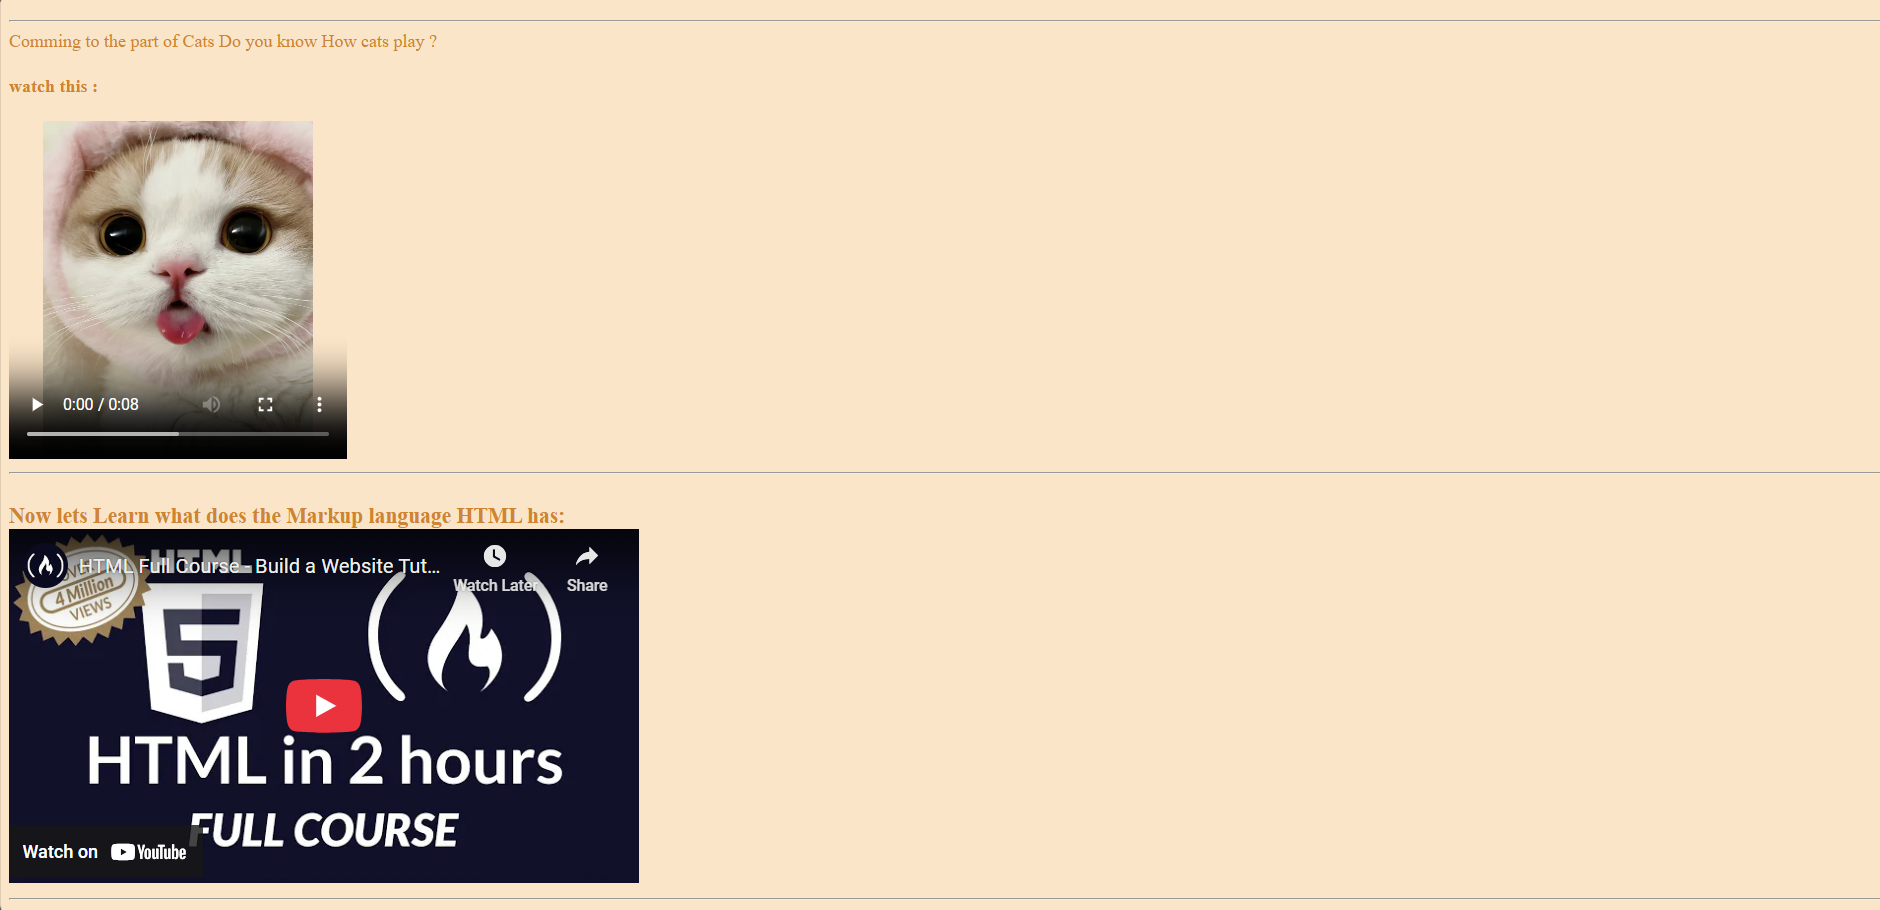 Comming to the part of Cats Do you know How cats play ?
watch this :
0:00 / 0:08
Now lets Learn what does the Markup language HTML has:
HTML Full Course - Build a Website Tut...
Watch Later
Share
HTML
4 Million
VIEWS
5
HTML in 2 hours
FULL COURSE
Watch on YouTube